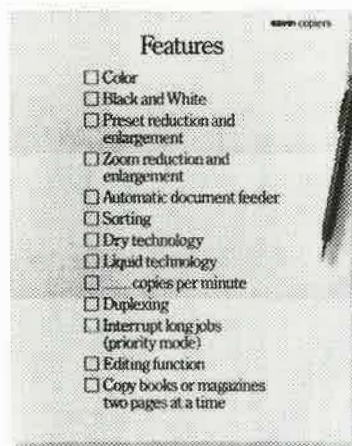 savin copiers
Features
Color
Black and White
Preset reduction and
enlargement
Zoom reduction and
enlargement
Automatic document feeder
Sorting
Dry technology
Liquid technology
____ copies per minute
Duplexing
Interrupt long jobs
(priority mode)
Editing function
Copy books or magazines
two pages at a time